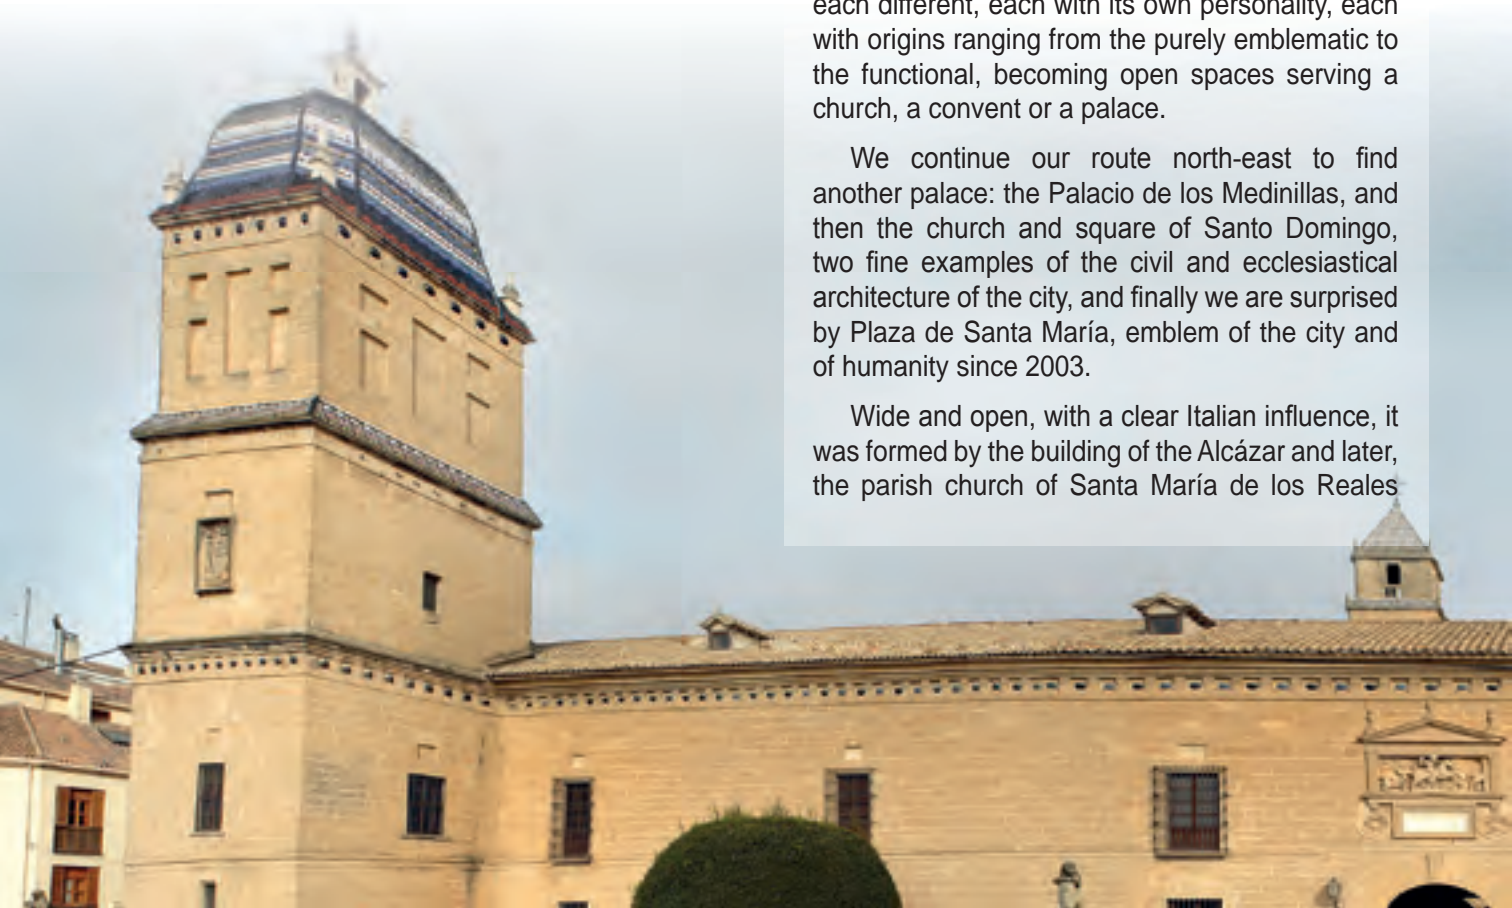 each different, each with its own personality, each
with origins ranging from the purely emblematic to
the functional, becoming open spaces serving a
church, a convent or a palace.
We continue our route north-east to find
another palace: the Palacio de los Medinillas, and
then the church and square of Santo Domingo,
two fine examples of the civil and ecclesiastical
architecture of the city, and finally we are surprised
by Plaza de Santa María, emblem of the city and
of humanity since 2003.
Wide and open, with a clear Italian influence, it
was formed by the building of the Alcázar and later,
the parish church of Santa María de los Reales